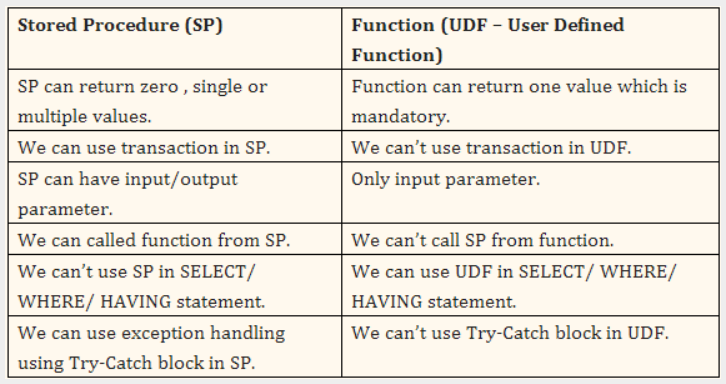 Stored Procedure (SP)
Function (UDF – User Defined
Function)
SP can return zero , single or
multiple values.
Function can return one value which is
mandatory.
We can use transaction in SP.
We can’t use transaction in UDF.
SP can have input/output
parameter.
Only input parameter.
We can called function from SP.
We can’t call SP from function.
We can’t use SP in SELECT/
WHERE/ HAVING statement.
We can use UDF in SELECT/ WHERE/
HAVING statement.
We can use exception handling
using Try-Catch block in SP.
We can’t use Try-Catch block in UDF.